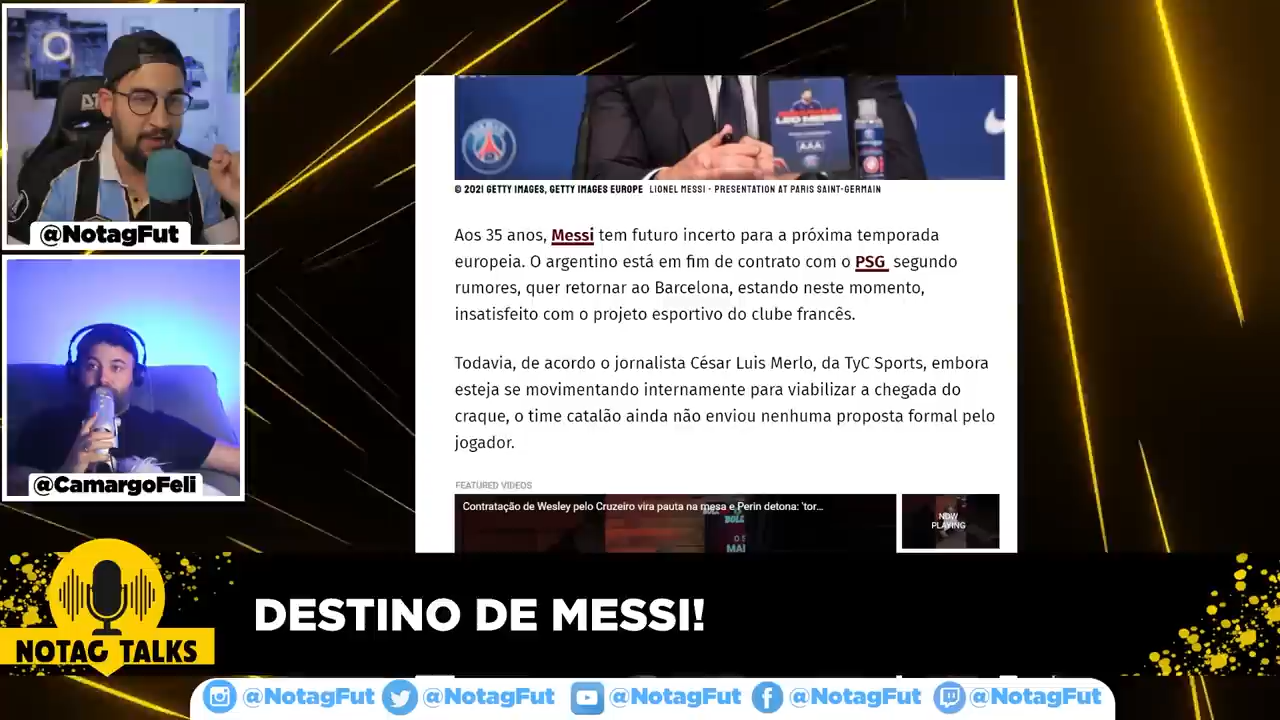 @NotagFut
@CamargoFeli
AAA
© 2021 GETTY IMAGES, GETTY IMAGES EUROPE LIONEL MESSI - PRESENTATION AT PARIS SAINT-GERMAIN
Aos 35 anos, Messi tem futuro incerto para a próxima temporada
europeia. O argentino está em fim de contrato com o PSG segundo
rumores, quer retornar ao Barcelona, estando neste momento,
insatisfeito com o projeto esportivo do clube francês.
Todavia, de acordo o jornalista César Luis Merlo, da TyC Sports, embora
esteja se movimentando internamente para viabilizar a chegada do
craque, o time catalão ainda não enviou nenhuma proposta formal pelo
jogador.
FEATURED VIDEOS
Contratação de Wesley pelo Cruzeiro vira pauta na mesa e Perin detona: 'tor...
NOW
PLAYING
DESTINO DE MESSI!
NOTAG TALKS
@NotagFut @NotagFut @NotagFut @NotagFut @NotagFut